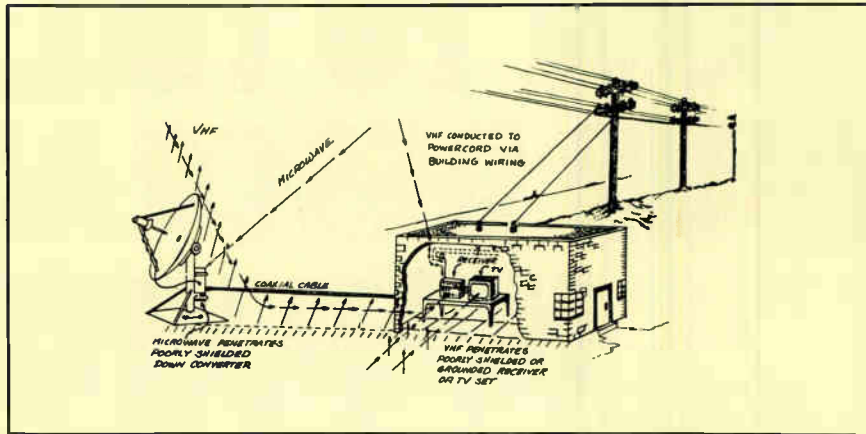 VHF
MICROWAVE
VHF CONDUCTED TO
POWERCORD VIA
BUILDING WIRING
RECEIVER
TV
COAXIAL CABLE
MICROWAVE PENETRATES
POORLY SHIELDED
DOWN CONVERTER
VHF PENETRATES
POORLY SHIELDED OR
GROUNDED RECEIVER
OR TV SET